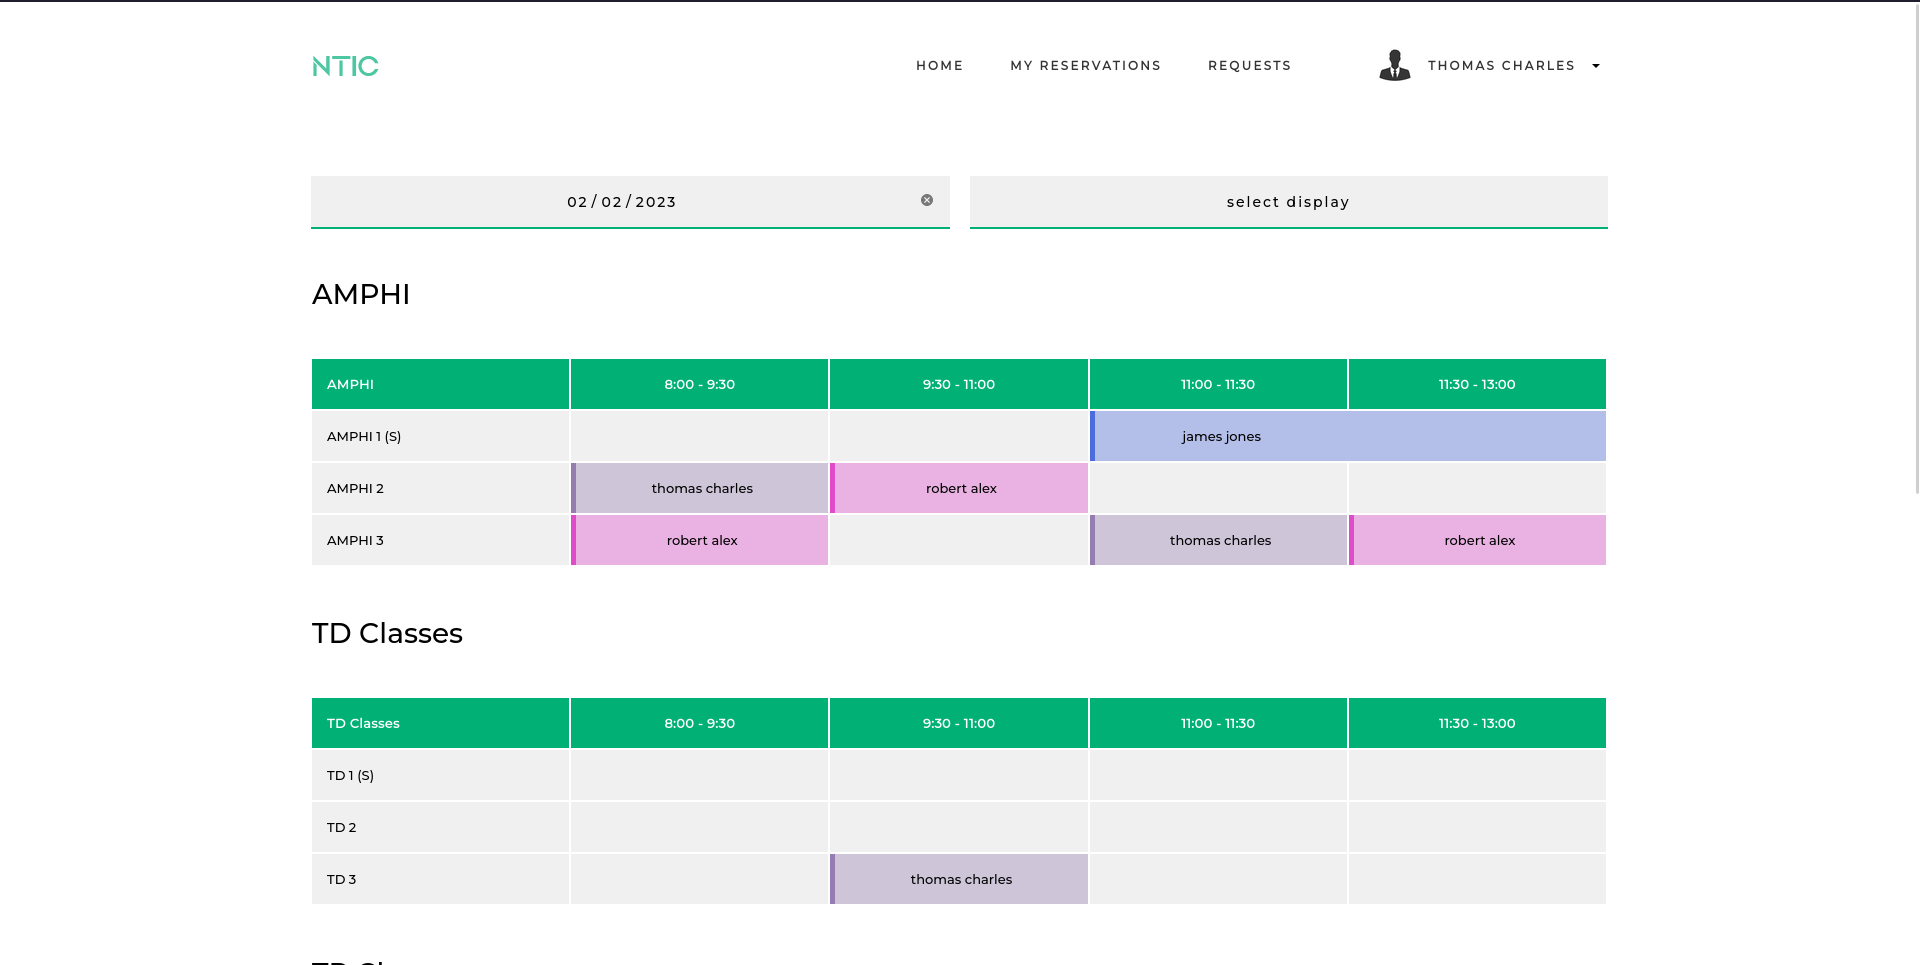 NTIC
HOME MY RESERVATIONS REQUESTS THOMAS CHARLES
02/02/2023 select display
AMPHI
AMPHI 8:00 - 9:30 9:30 - 11:00 11:00 - 11:30 11:30 - 13:00
AMPHI 1 (S) james jones
AMPHI 2 thomas charles robert alex
AMPHI 3 robert alex thomas charles robert alex
TD Classes
TD Classes 8:00 - 9:30 9:30 - 11:00 11:00 - 11:30 11:30 - 13:00
TD 1 (S)
TD 2
TD 3 thomas charles